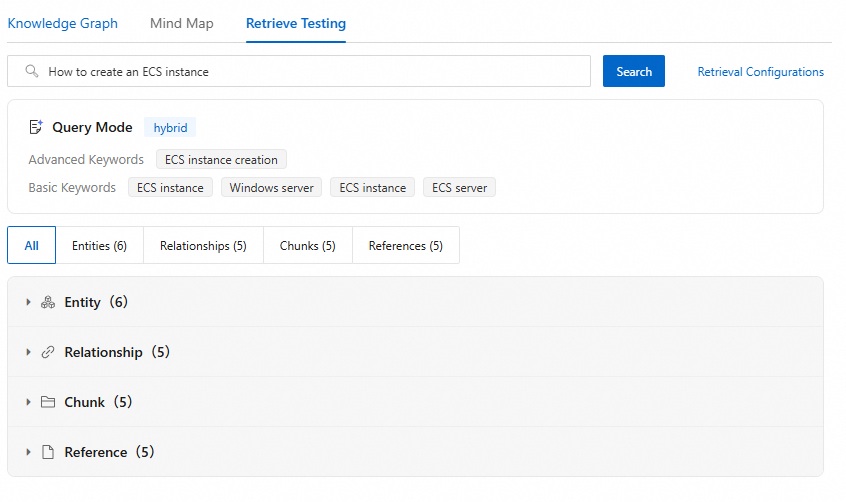 Knowledge Graph Mind Map Retrieve Testing
How to create an ECS instance Search Retrieval Configurations
Query Mode hybrid
Advanced Keywords ECS instance creation
Basic Keywords ECS instance Windows server ECS instance ECS server
All Entities (6) Relationships (5) Chunks (5) References (5)
Entity (6)
Relationship (5)
Chunk (5)
Reference (5)